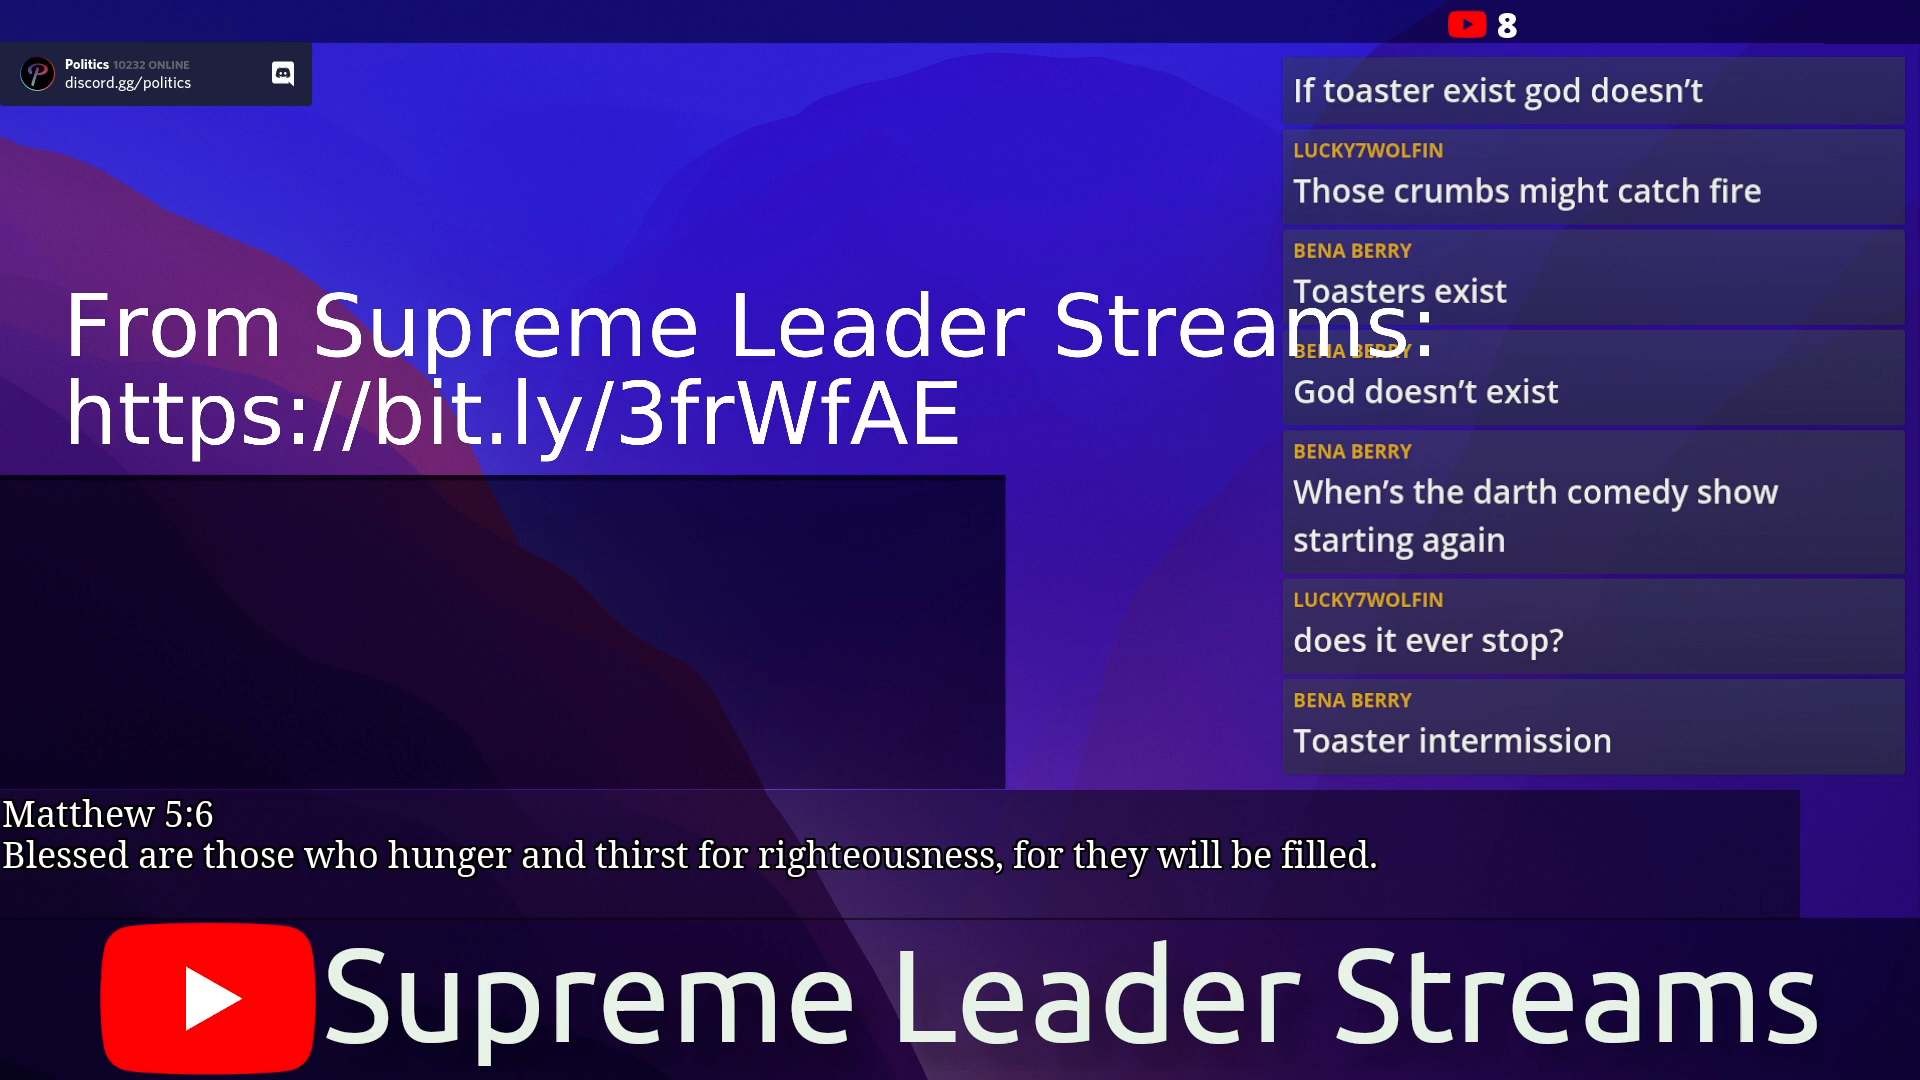 8
Politics 10232 ONLINE
discord.gg/politics
If toaster exist god doesn’t
LUCKY7WOLFIN
Those crumbs might catch fire
BENA BERRY
Toasters exist
From Supreme Leader Streams:
https://bit.ly/3frWfAE
BENA BERRY
God doesn’t exist
BENA BERRY
When’s the darth comedy show
starting again
LUCKY7WOLFIN
does it ever stop?
BENA BERRY
Toaster intermission
Matthew 5:6
Blessed are those who hunger and thirst for righteousness, for they will be filled.
Supreme Leader Streams